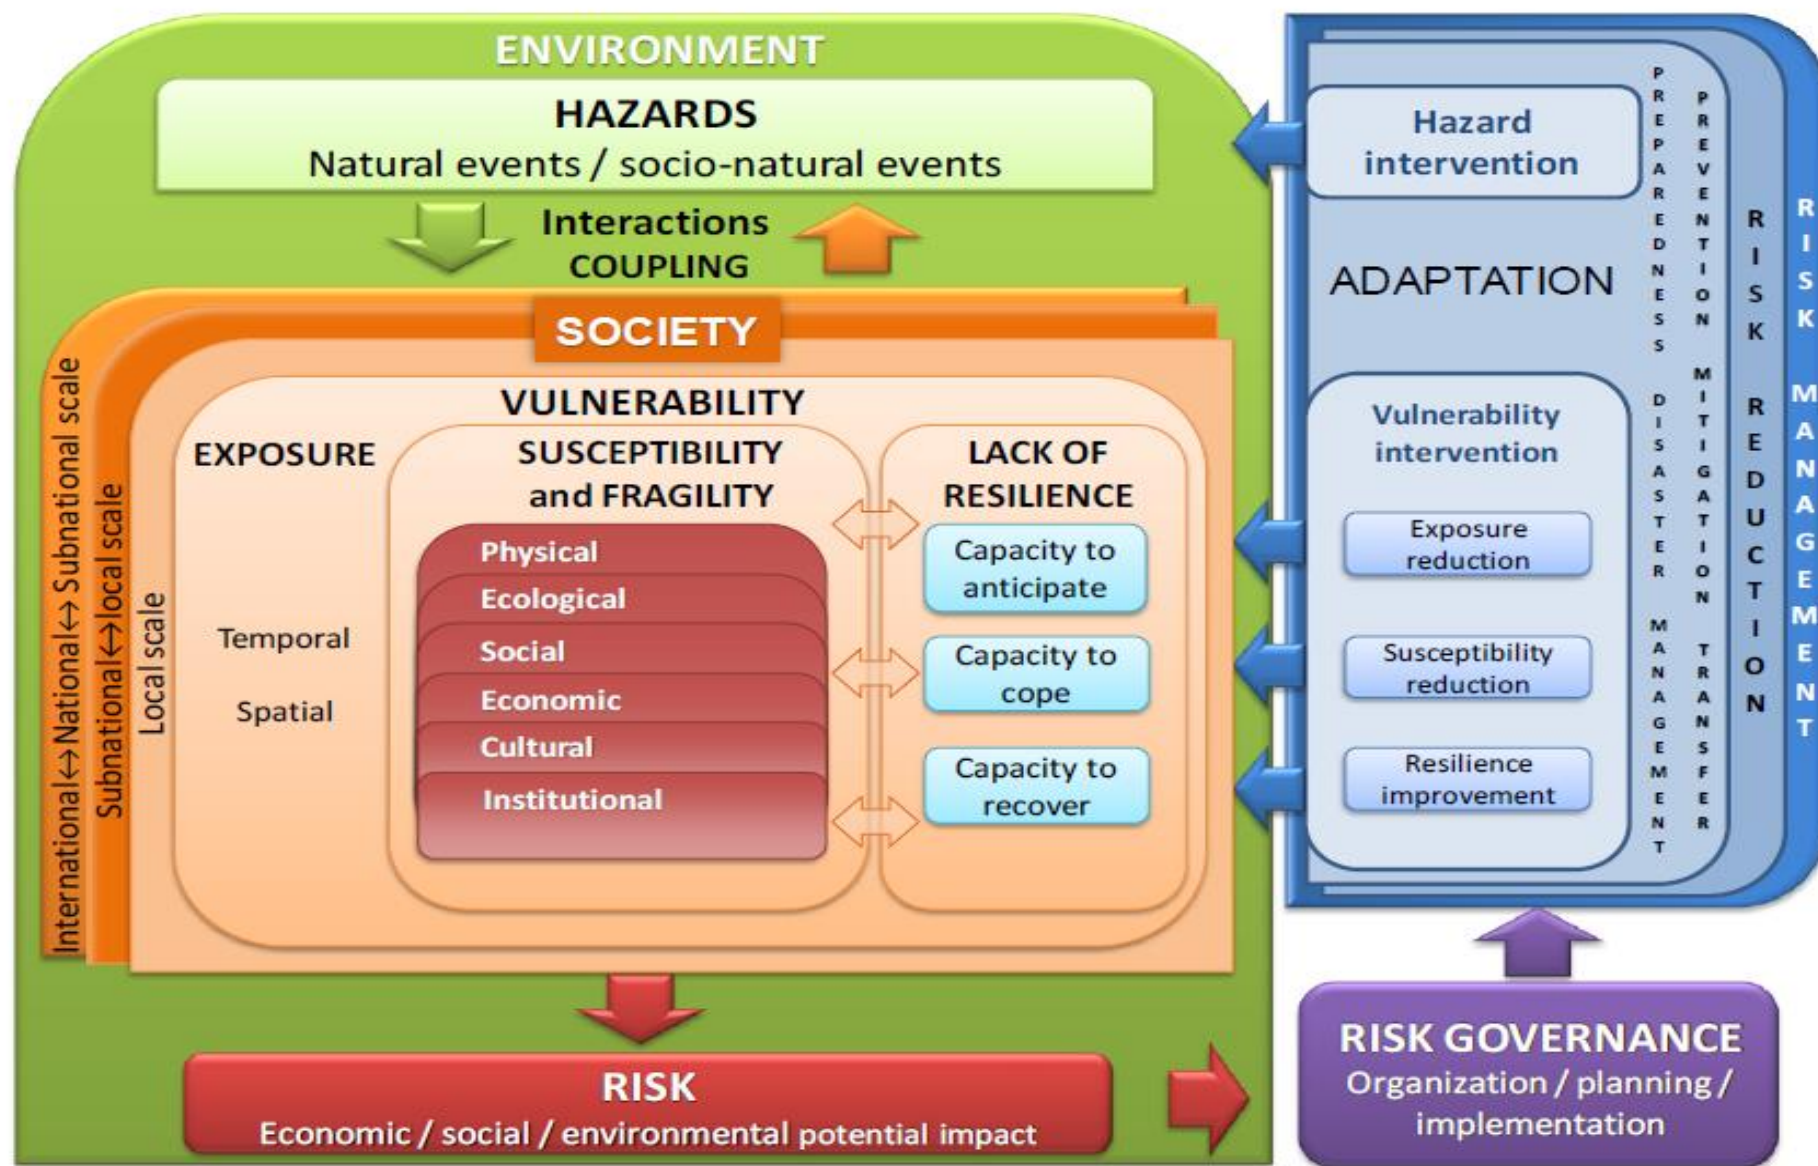 ENVIRONMENT
HAZARDS
Natural events / socio-natural events
Interactions
COUPLING
SOCIETY
International↔National↔Subnational scale
Subnational↔local scale
Local scale
VULNERABILITY
EXPOSURE
Temporal
Spatial
SUSCEPTIBILITY
and FRAGILITY
Physical
Ecological
Social
Economic
Cultural
Institutional
LACK OF
RESILIENCE
Capacity to
anticipate
Capacity to
cope
Capacity to
recover
RISK
Economic / social / environmental potential impact
Hazard
intervention
ADAPTATION
Vulnerability
intervention
Exposure
reduction
Susceptibility
reduction
Resilience
improvement
PREPAREDNESS DISASTER MANAGEMENT
PREVENTION MITIGATION TRANSFER
RISK REDUCTION
RISK MANAGEMENT
RISK GOVERNANCE
Organization / planning /
implementation